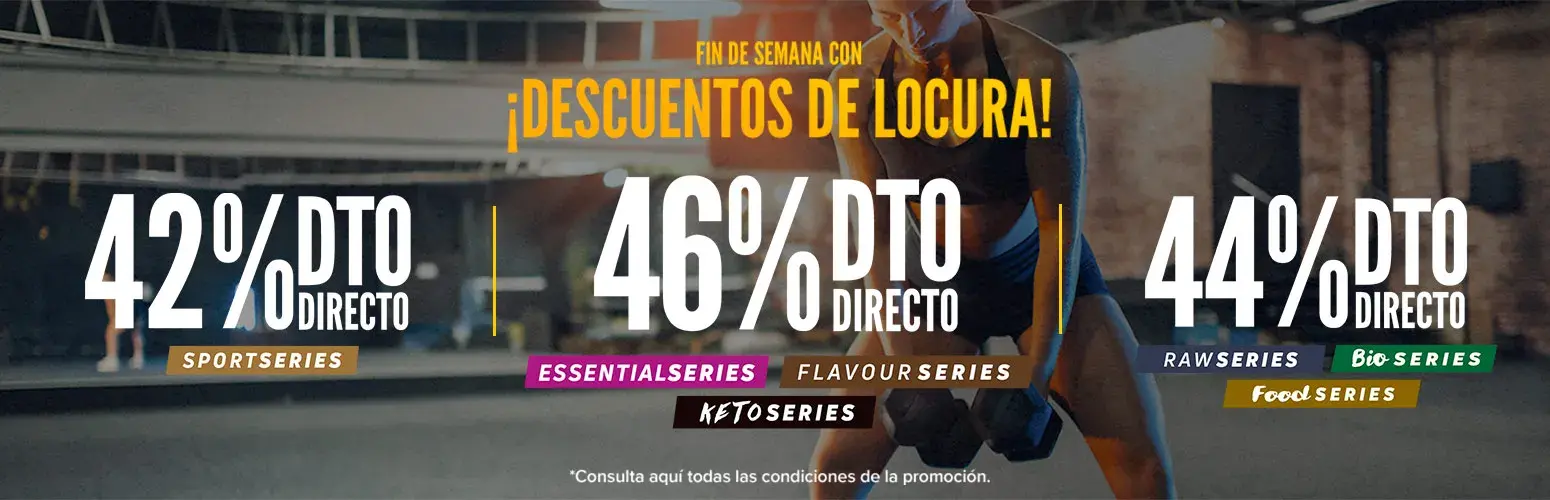 FIN DE SEMANA CON
¡DESCUENTOS DE LOCURA!
42% DTO DIRECTO
SPORTSERIES
46% DTO DIRECTO
ESSENTIALSERIES
FLAVOUR SERIES
KETO SERIES
44% DTO DIRECTO
RAWSERIES
Bio SERIES
Food SERIES
*Consulta aquí todas las condiciones de la promoción.